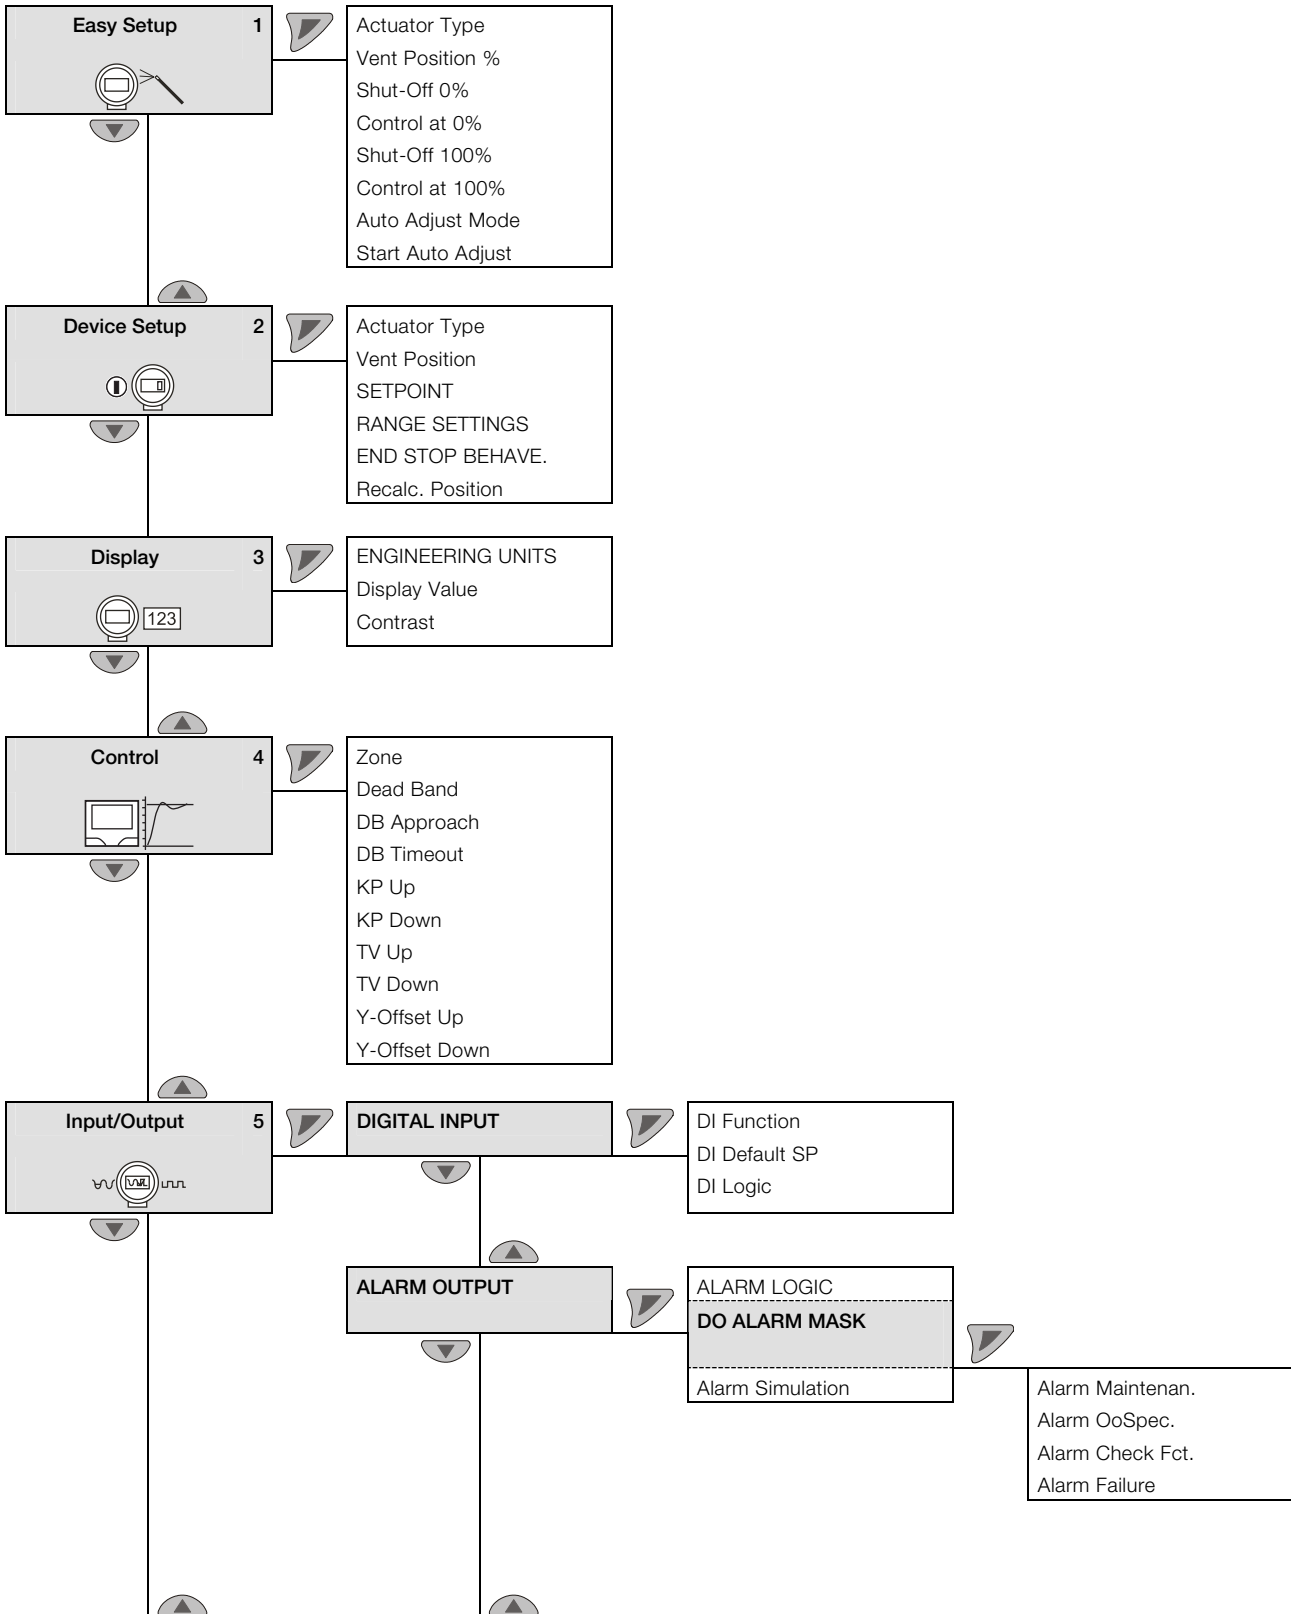 Easy Setup 1
Actuator Type
Vent Position %
Shut-Off 0%
Control at 0%
Shut-Off 100%
Control at 100%
Auto Adjust Mode
Start Auto Adjust
Device Setup 2
Actuator Type
Vent Position
SETPOINT
RANGE SETTINGS
END STOP BEHAVE.
Recalc. Position
Display 3
123
ENGINEERING UNITS
Display Value
Contrast
Control 4
Zone
Dead Band
DB Approach
DB Timeout
KP Up
KP Down
TV Up
TV Down
Y-Offset Up
Y-Offset Down
Input/Output 5
DIGITAL INPUT
DI Function
DI Default SP
DI Logic
ALARM OUTPUT
ALARM LOGIC
DO ALARM MASK
Alarm Simulation
Alarm Maintenan.
Alarm OoSpec.
Alarm Check Fct.
Alarm Failure